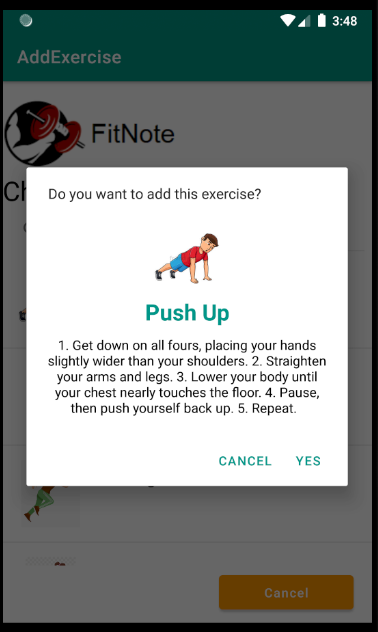 3:48
AddExercise
FitNote
Do you want to add this exercise?
Push Up
1. Get down on all fours, placing your hands
slightly wider than your shoulders. 2. Straighten
your arms and legs. 3. Lower your body until
your chest nearly touches the floor. 4. Pause,
then push yourself back up. 5. Repeat.
CANCEL YES
Cancel